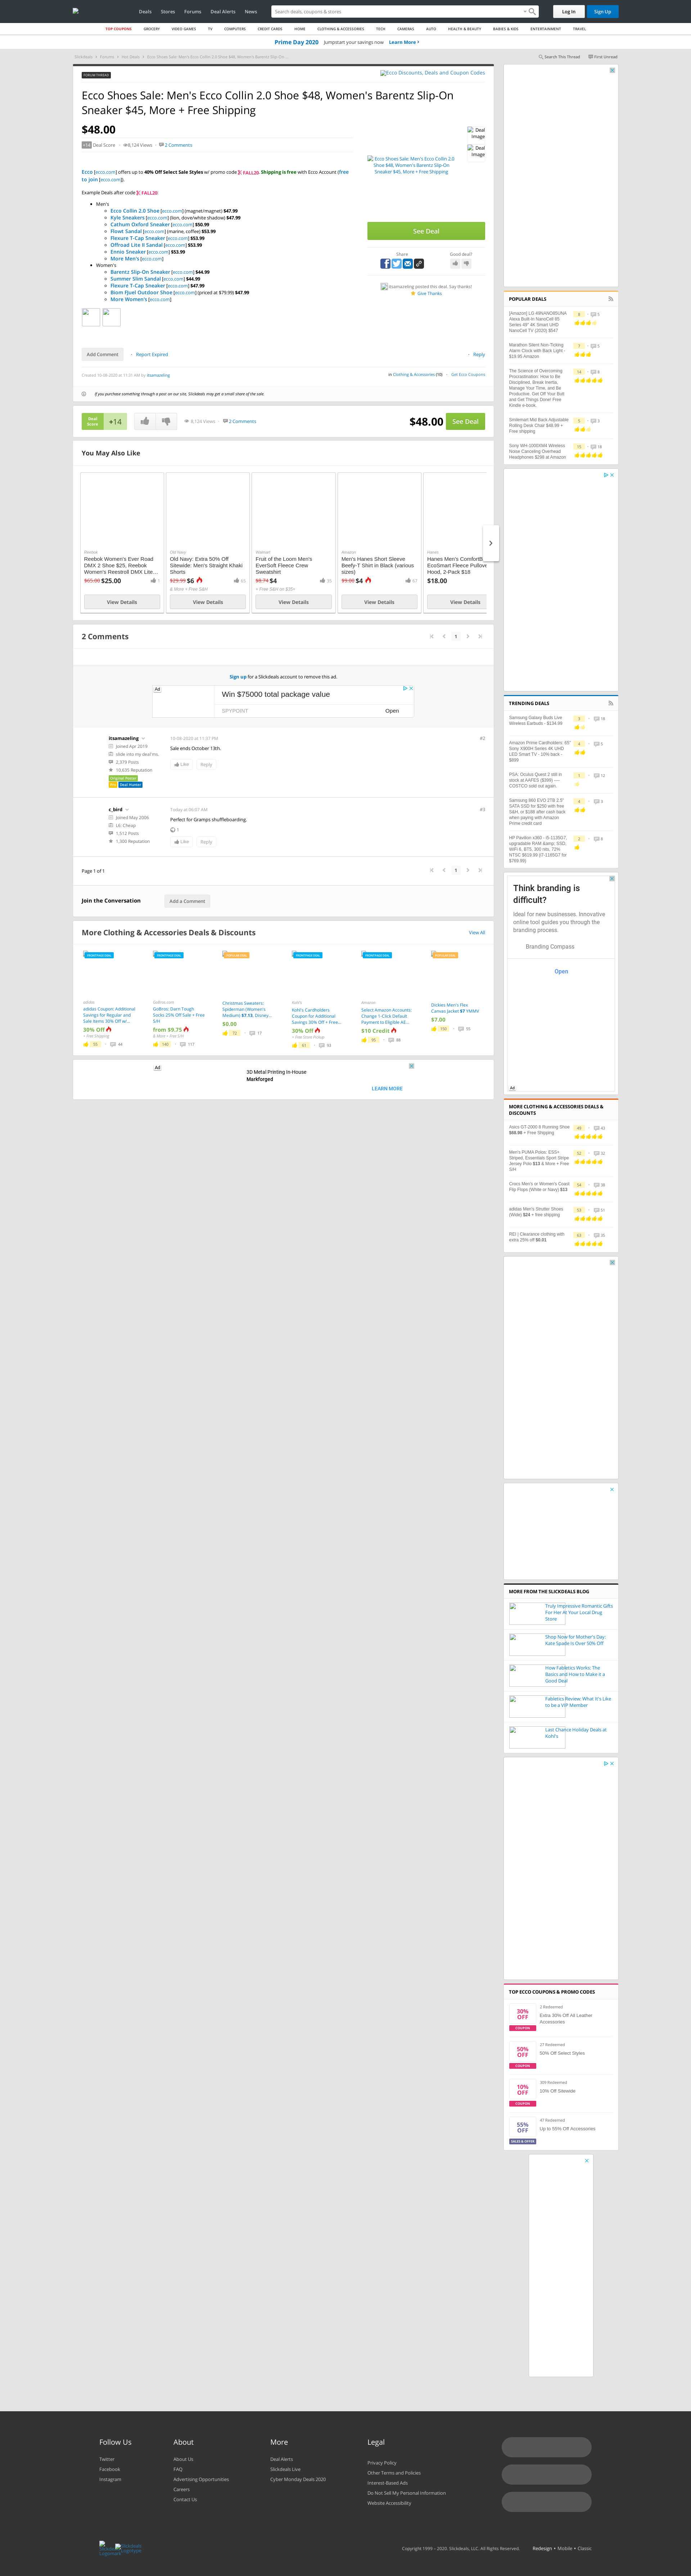 Deals Stores Forums Deal Alerts News
Search deals, coupons & stores
Log In
Sign Up
TOP COUPONS GROCERY VIDEO GAMES TV COMPUTERS CREDIT CARDS HOME CLOTHING & ACCESSORIES TECH CAMERAS AUTO HEALTH & BEAUTY BABIES & KIDS ENTERTAINMENT TRAVEL
Prime Day 2020 Jumpstart your savings now Learn More
Slickdeals > Forums > Hot Deals > Ecco Shoes Sale: Men's Ecco Collin 2.0 Shoe $48, Women's Barentz Slip-On ...
Search This Thread First Unread
FORUM THREAD
Ecco Discounts, Deals and Coupon Codes
Ecco Shoes Sale: Men's Ecco Collin 2.0 Shoe $48, Women's Barentz Slip-On Sneaker $45, More + Free Shipping
$48.00
+14 Deal Score 8,124 Views 2 Comments
Ecco [ecco.com] offers up to 40% Off Select Sale Styles w/ promo code FALL20. Shipping is free with Ecco Account (free to join [ecco.com]).
Example Deals after code FALL20:
Men's
Ecco Collin 2.0 Shoe [ecco.com] (magnet/magnet) $47.99
Kyle Sneakers [ecco.com] (lion, dove/white shadow) $47.99
Cathum Oxford Sneaker [ecco.com] $50.99
Flowt Sandal [ecco.com] (marine, coffee) $53.99
Flexure T-Cap Sneaker [ecco.com] $53.99
Offroad Lite II Sandal [ecco.com] $53.99
Ennio Sneaker [ecco.com] $53.99
More Men's [ecco.com]
Women's
Barentz Slip-On Sneaker [ecco.com] $44.99
Summer Slim Sandal [ecco.com] $44.99
Flexure T-Cap Sneaker [ecco.com] $47.99
Biom Fjuel Outdoor Shoe [ecco.com] (priced at $79.99) $47.99
More Women's [ecco.com]
Deal Image
Deal Image
Ecco Shoes Sale: Men's Ecco Collin 2.0 Shoe $48, Women's Barentz Slip-On Sneaker $45, More + Free Shipping
See Deal
Share
Good deal?
itsamazeling posted this deal. Say thanks!
Give Thanks
Add Comment Report Expired Reply
Created 10-06-2020 at 11:31 AM by itsamazeling
in Clothing & Accessories (10) Get Ecco Coupons
If you purchase something through a post on our site, Slickdeals may get a small share of the sale.
Deal Score +14 8,124 Views 2 Comments $48.00 See Deal
You May Also Like
Reebok
Reebok Women's Ever Road DMX 2 Shoe $25, Reebok Women's Reestroll DMX Lite...
$65.00 $25.00
View Details
Old Navy
Old Navy: Extra 50% Off Sitewide: Men's Straight Khaki Shorts
$29.99 $6
& More + Free S&H
View Details
Walmart
Fruit of the Loom Men's EverSoft Fleece Crew Sweatshirt
$8.74 $4
+ Free S&H on $35+
View Details
Amazon
Men's Hanes Short Sleeve Beefy-T Shirt in Black (various sizes)
$9.00 $4
View Details
Hanes
Hanes Men's ComfortBlend EcoSmart Fleece Pullover Hood, 2-Pack $18
$18.00
View Details
2 Comments
1
Sign up for a Slickdeals account to remove this ad.
Ad
Win $75000 total package value
SPYPOINT
Open
itsamazeling
Joined Apr 2019
slide into my deal mc.
2,379 Posts
10,635 Reputation
Original Poster
Pro Deal Hunter
10-06-2020 at 11:37 PM
#2
Sale ends October 13th.
Like Reply
c_bird
Joined May 2006
L6: Cheap
1,512 Posts
1,300 Reputation
Today at 06:07 AM
#3
Perfect for Gramps shuffleboarding.
1
Like Reply
Page 1 of 1
1
Join the Conversation
Add a Comment
More Clothing & Accessories Deals & Discounts
View All
adidas
adidas Coupon: Additional Savings for Regular and Sale Items 30% Off w/...
30% Off
+ Free Shipping
GoBros.com
GoBros: Darn Tough Socks 25% Off Sale + Free S/H
from $9.75
& More + Free S/H
Christmas Sweaters: Spiderman (Women's Medium) $7.13, Disney...
$0.00
Kohl's
Kohl's Cardholders Coupon for Additional Savings 30% Off + Free...
30% Off
+ Free Store Pickup
Amazon
Select Amazon Accounts: Change 1-Click Default Payment to Eligible AE...
$10 Credit
Dickies Men's Flex Canvas Jacket $7 YMMV
$7.00
Ad
3D Metal Printing In-House
Markforged
LEARN MORE
POPULAR DEALS
[Amazon] LG 49NANO85UNA Alexa Built-In NanoCell 85 Series 49" 4K Smart UHD NanoCell TV (2020) $547
Marathon Silent Non-Ticking Alarm Clock with Back Light - $19.95 Amazon
The Science of Overcoming Procrastination: How to Be Disciplined, Break Inertia, Manage Your Time, and Be Productive. Get Off Your Butt and Get Things Done! Free Kindle e-book.
Smitemart Mid Back Adjustable Rolling Desk Chair $46.99 + Free Shipping
Sony WH-1000XM4 Wireless Noise Canceling Overhead Headphones $298 at Amazon
TRENDING DEALS
Samsung Galaxy Buds Live Wireless Earbuds - $134.99
Amazon Prime Cardholders: 65" Sony X900H Series 4K UHD LED Smart TV - 10% back - $899
PSA: Oculus Quest 2 still in stock at AAFES ($399) ---- COSTCO sold out again.
Samsung 860 EVO 2TB 2.5" SATA SSD for $200 with free S&H, or $188 after cash back when paying with Amazon Prime credit card
HP Pavilion x360 - i5 1135G7, upgradable RAM &amp; SSD, WiFi 6, BT5, 300 nits, 72% NTSC $619.99 (i7-1165G7 for $769.99)
Think branding is difficult?
Ideal for new businesses. Innovative online tool guides you through the branding process.
Branding Compass
Open
Ad
MORE CLOTHING & ACCESSORIES DEALS & DISCOUNTS
Asics GT-2000 8 Running Shoe $66.98 + Free Shipping
Men's PUMA Polos: ESS+ Striped, Essentials Sport Stripe Jersey Polo $13 & More + Free S/H
Crocs Men's or Women's Coast Flip Flops (White or Navy) $13
adidas Men's Sleuber Shoes (Wide) $24 + free shipping
REI | Clearance clothing with extra 25% off $0.01
MORE FROM THE SLICKDEALS BLOG
Truly Impressive Romantic Gifts For Her At Your Local Drug Store
Shop Now for Mother's Day: Kate Spade Is Over 50% Off
How Fabletics Works: The Basics and How to Make it a Good Deal
Fabletics Review: What It's Like to be a VIP Member
Last Chance Holiday Deals at Kohl's
TOP ECCO COUPONS & PROMO CODES
30% OFF
COUPON
2 Redeemed
Extra 30% Off All Leather Accessories
50% OFF
COUPON
27 Redeemed
50% Off Select Styles
10% OFF
COUPON
309 Redeemed
10% Off Sitewide
55% OFF
SALES & OFFER
47 Redeemed
Up to 55% Off Accessories
Follow Us
Twitter
Facebook
Instagram
About
About Us
FAQ
Advertising Opportunities
Careers
Contact Us
More
Deal Alerts
Slickdeals Live
Cyber Monday Deals 2020
Legal
Privacy Policy
Other Terms and Policies
Interest-Based Ads
Do Not Sell My Personal Information
Website Accessibility
Slickdeals Logomark Slickdeals Logotype
Copyright 1999 - 2020. Slickdeals, LLC. All Rights Reserved. Redesign • Mobile • Classic